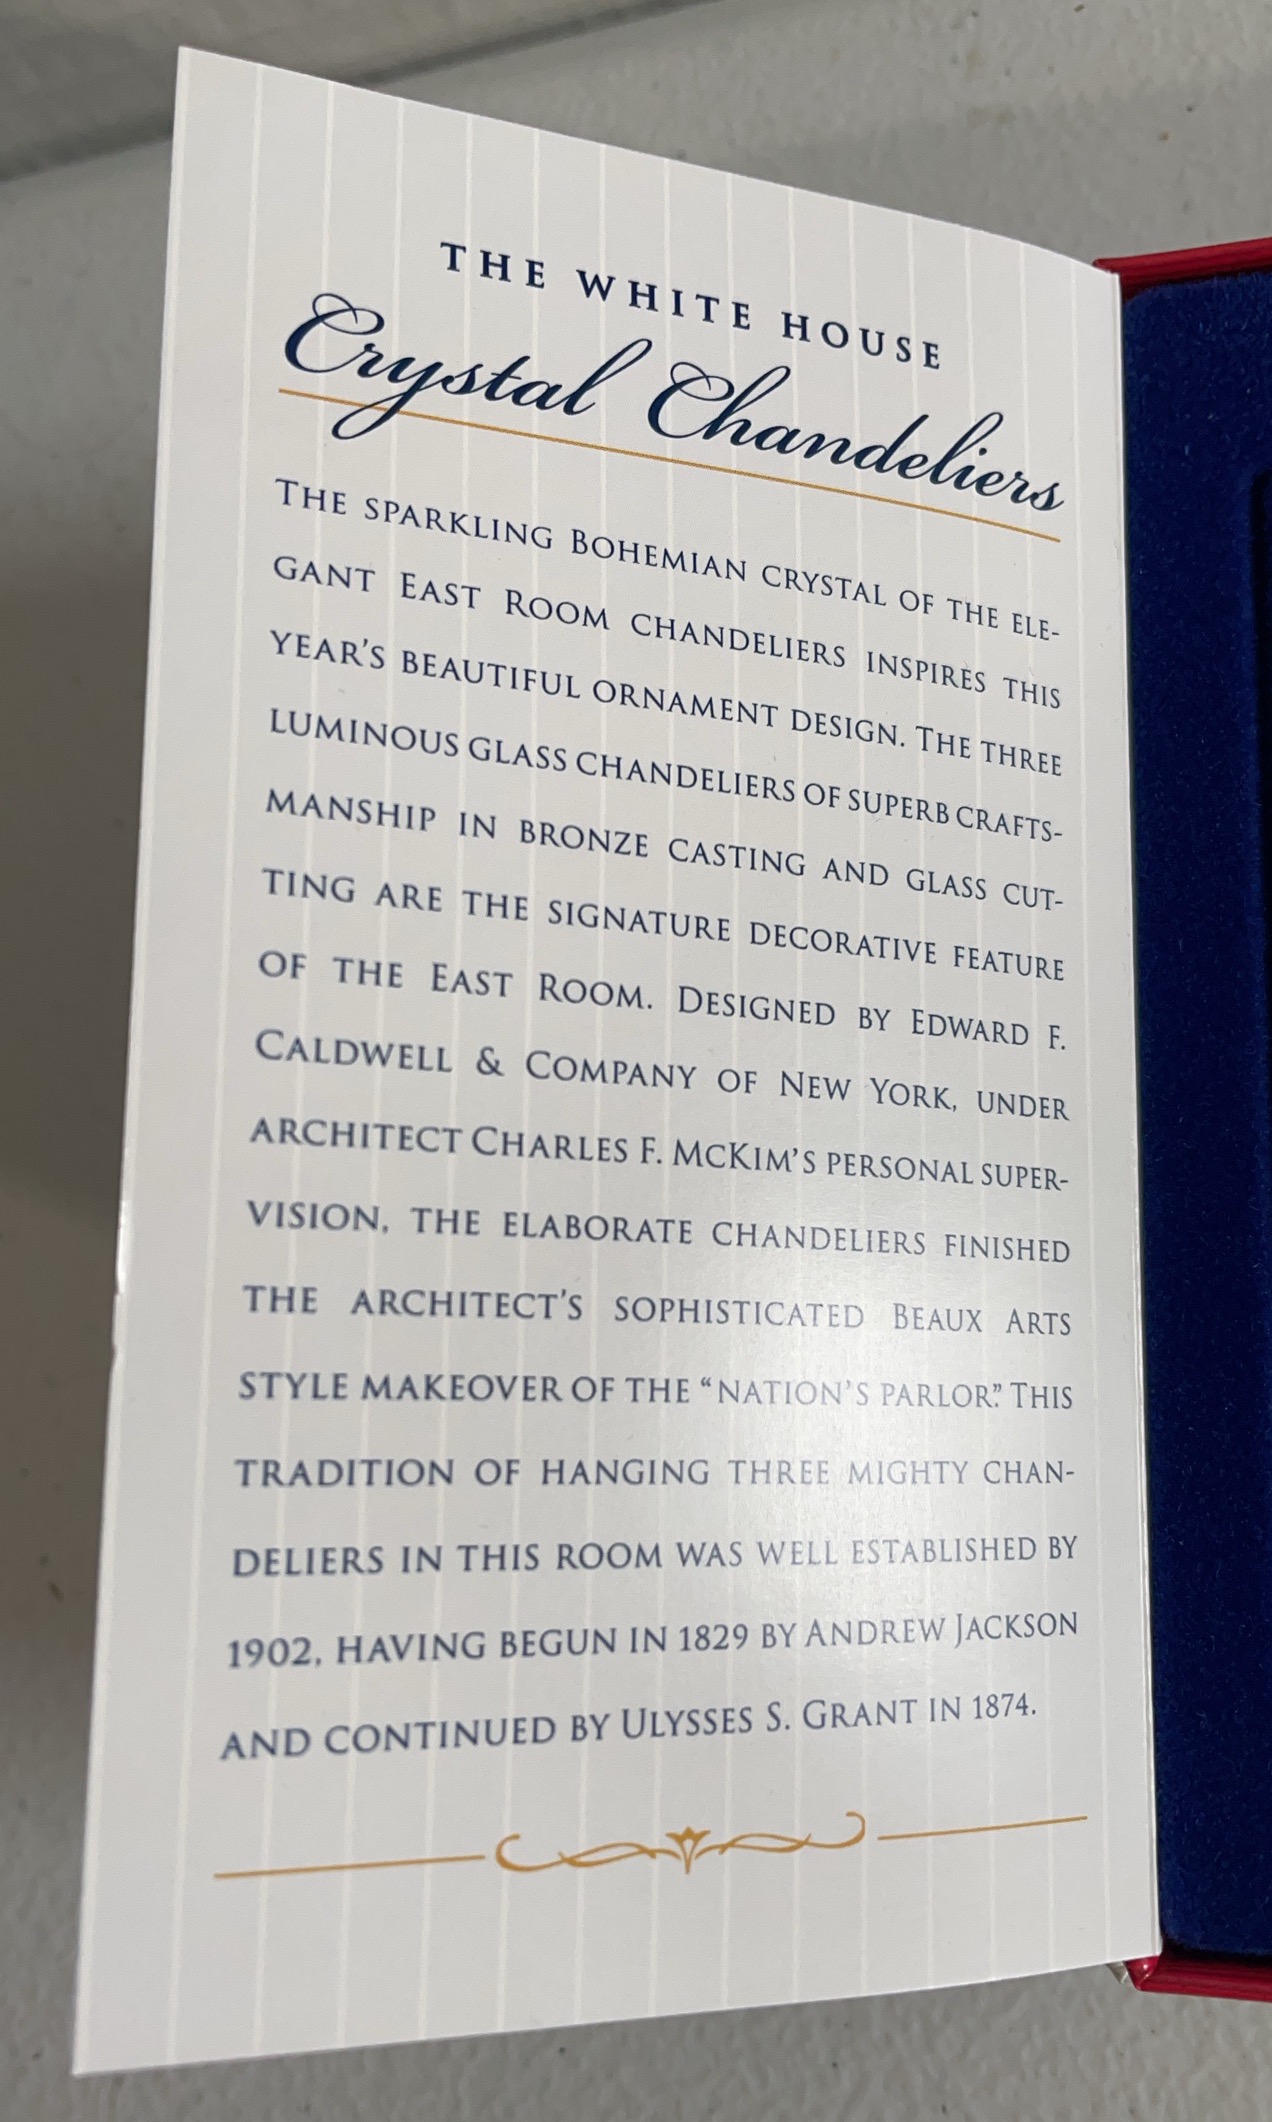 THE WHITE HOUSE
Crystal Chandeliers
THE SPARKLING BOHEMIAN CRYSTAL OF THE ELE-
GANT EAST ROOM CHANDELIERS INSPIRES THIS
YEAR'S BEAUTIFUL ORNAMENT DESIGN. THE THREE
LUMINOUS GLASS CHANDELIERS OF SUPERB CRAFTS-
MANSHIP IN BRONZE CASTING AND GLASS CUT-
TING ARE THE SIGNATURE DECORATIVE FEATURE
OF THE EAST ROOM. DESIGNED BY EDWARD F.
CALDWELL & COMPANY OF NEW YORK, UNDER
ARCHITECT CHARLES F. MCKIM'S PERSONAL SUPER-
VISION, THE ELABORATE CHANDELIERS FINISHED
THE ARCHITECT'S SOPHISTICATED BEAUX ARTS
STYLE MAKEOVER OF THE “NATION'S PARLOR.” THIS
TRADITION OF HANGING THREE MIGHTY CHAN-
DELIERS IN THIS ROOM WAS WELL ESTABLISHED BY
1902, HAVING BEGUN IN 1829 BY ANDREW JACKSON
AND CONTINUED BY ULYSSES S. GRANT IN 1874.